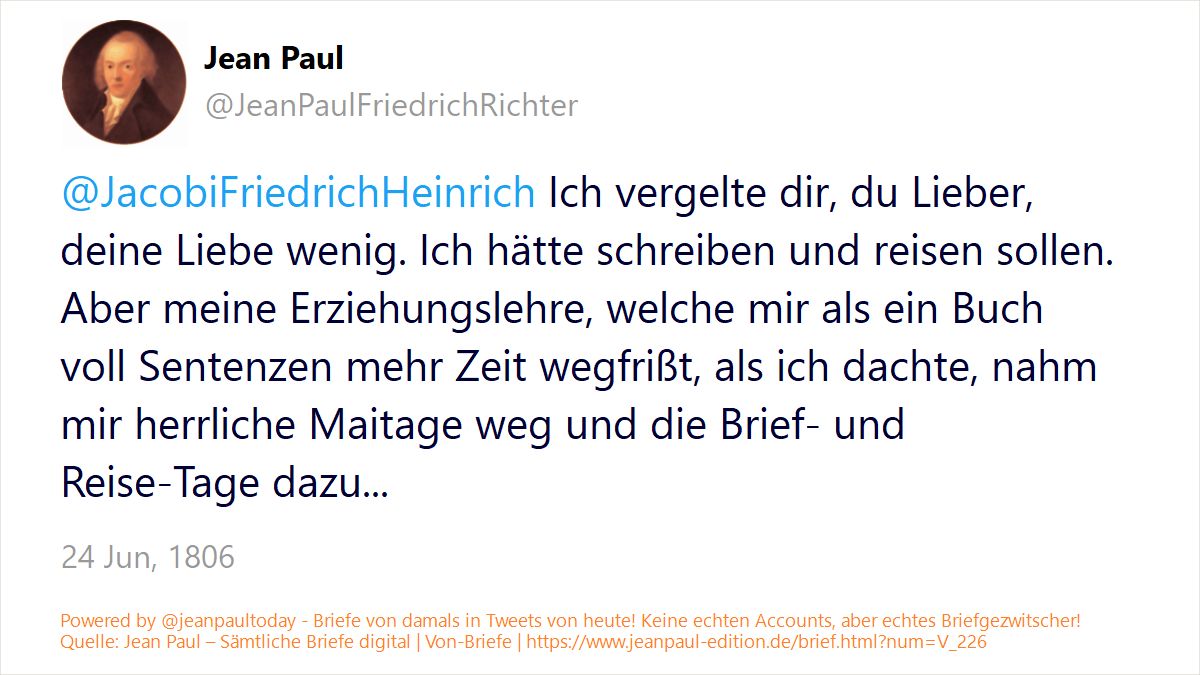 Jean Paul
@JeanPaulFriedrichRichter
@JacobiFriedrichHeinrich Ich vergelte dir, du Lieber,
deine Liebe wenig. Ich hätte schreiben und reisen sollen.
Aber meine Erziehungslehre, welche mir als ein Buch
voll Sentenzen mehr Zeit wegfrißt, als ich dachte, nahm
mir herrliche Maitage weg und die Brief- und
Reise-Tage dazu...
24 Jun, 1806
Powered by @jeanpaultoday - Briefe von damals in Tweets von heute! Keine echten Accounts, aber echtes Briefgezwitscher!
Quelle: Jean Paul – Sämtliche Briefe digital | Von-Briefe | https://www.jeanpaul-edition.de/brief.html?num=V_226